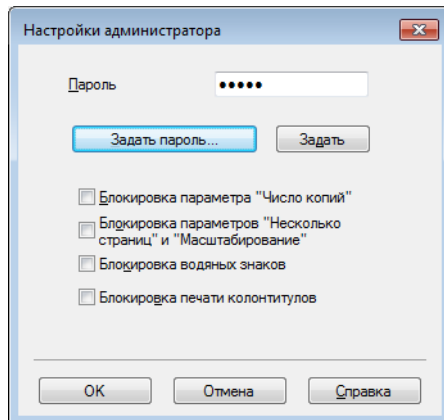 Настройки администратора
Пароль
•••••
Задать пароль... Задать
Блокировка параметра "Число копий"
Блокировка параметров "Несколько
страниц" и "Масштабирование"
Блокировка водяных знаков
Блокировка печати колонтитулов
OK Отмена Справка